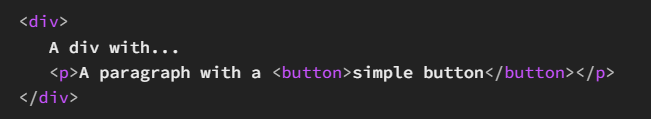 <div>
A div with...
<p>A paragraph with a <button>simple button</button></p>
</div>